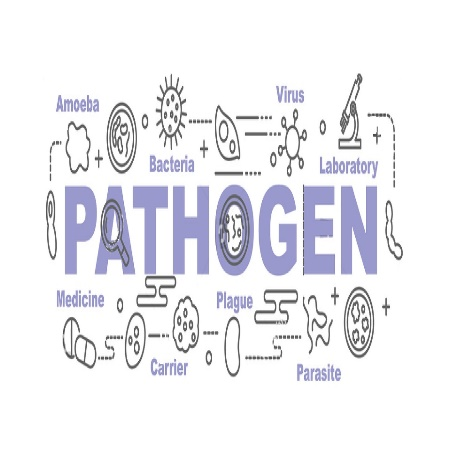 Amoeba
Virus
Bacteria
Laboratory
PATHOGEN
Medicine
Plague
Carrier
Parasite